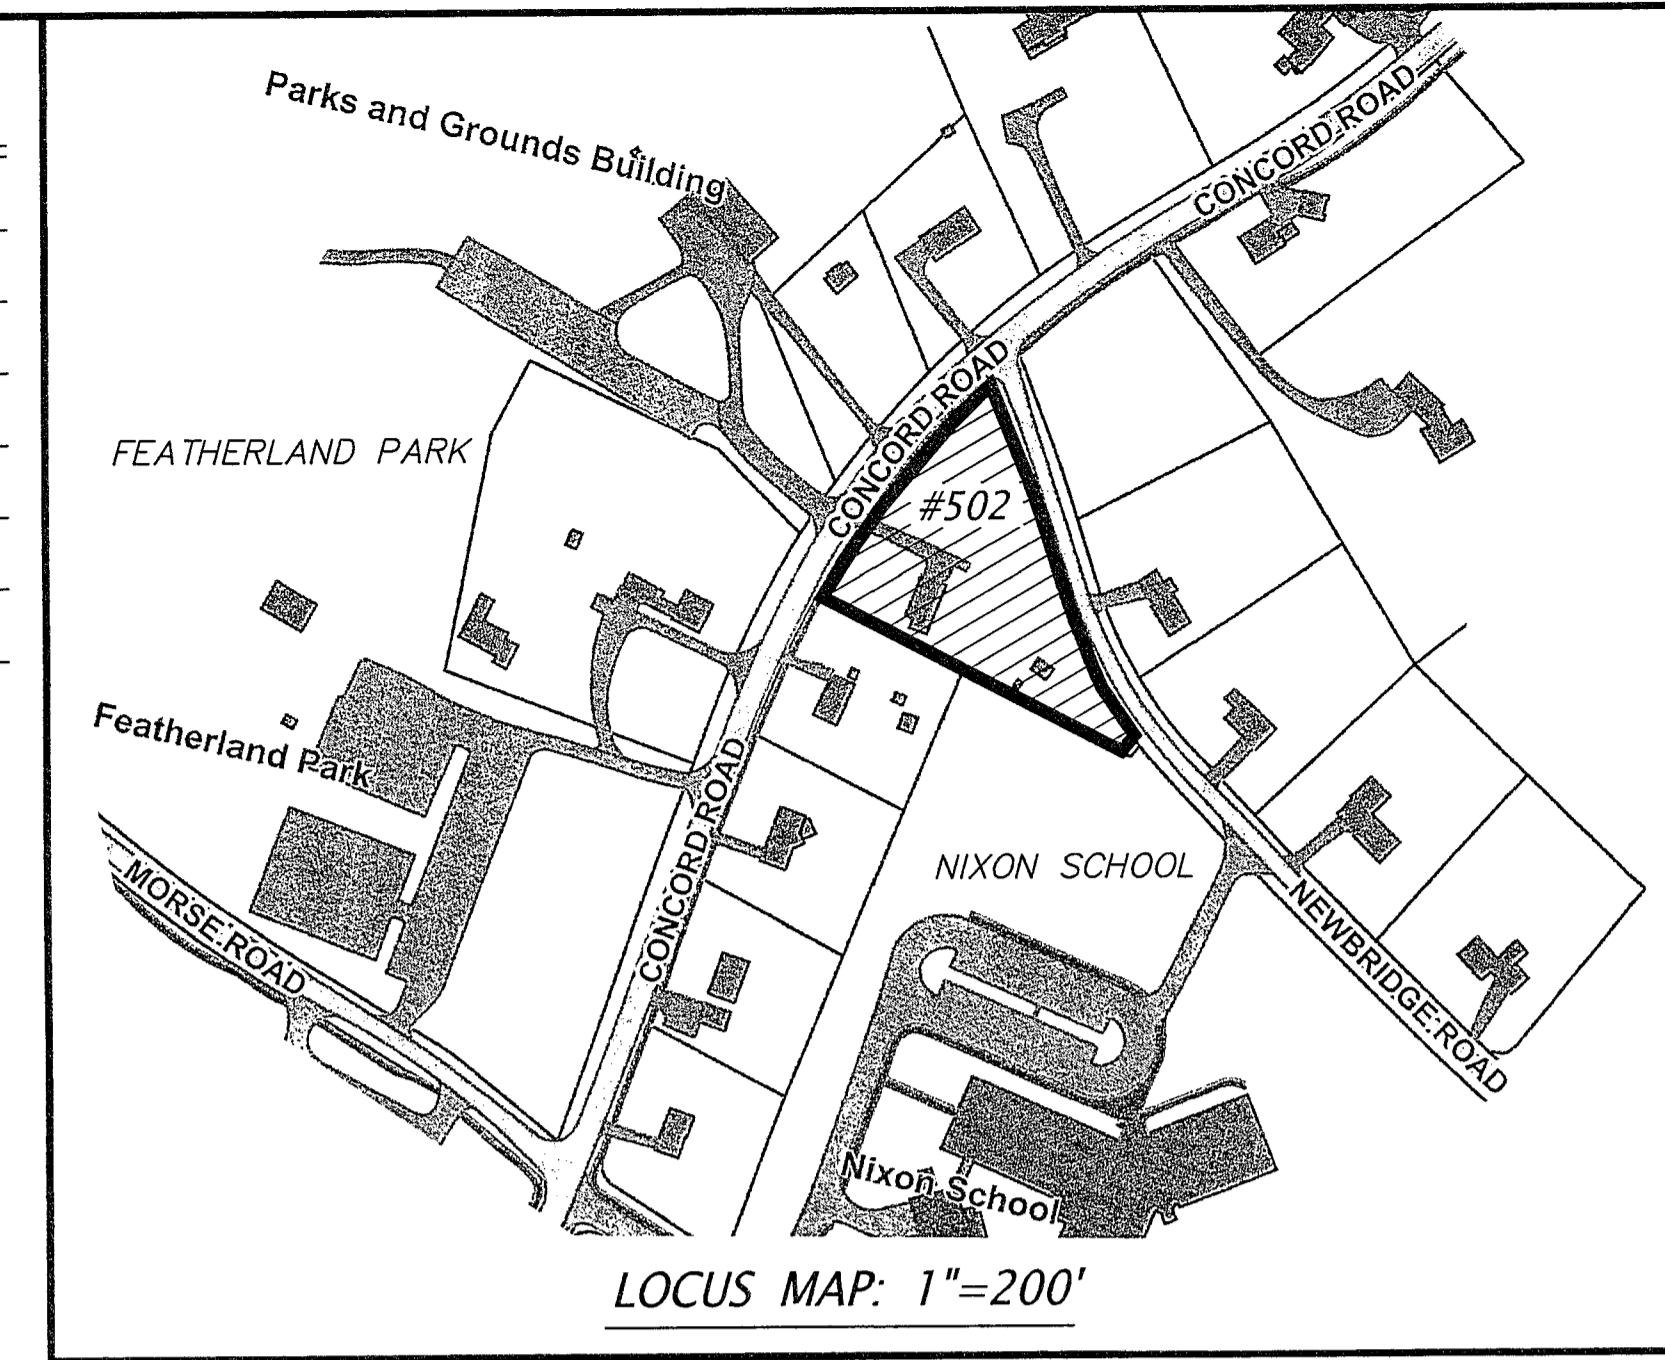 Parks and Grounds Building
CONCORD ROAD
CONCORD ROAD
FEATHERLAND PARK
#502
Featherland Park
CONCORD ROAD
NIXON SCHOOL
MORSE ROAD
NEWBRIDGE ROAD
Nixon School
LOCUS MAP: 1"=200'